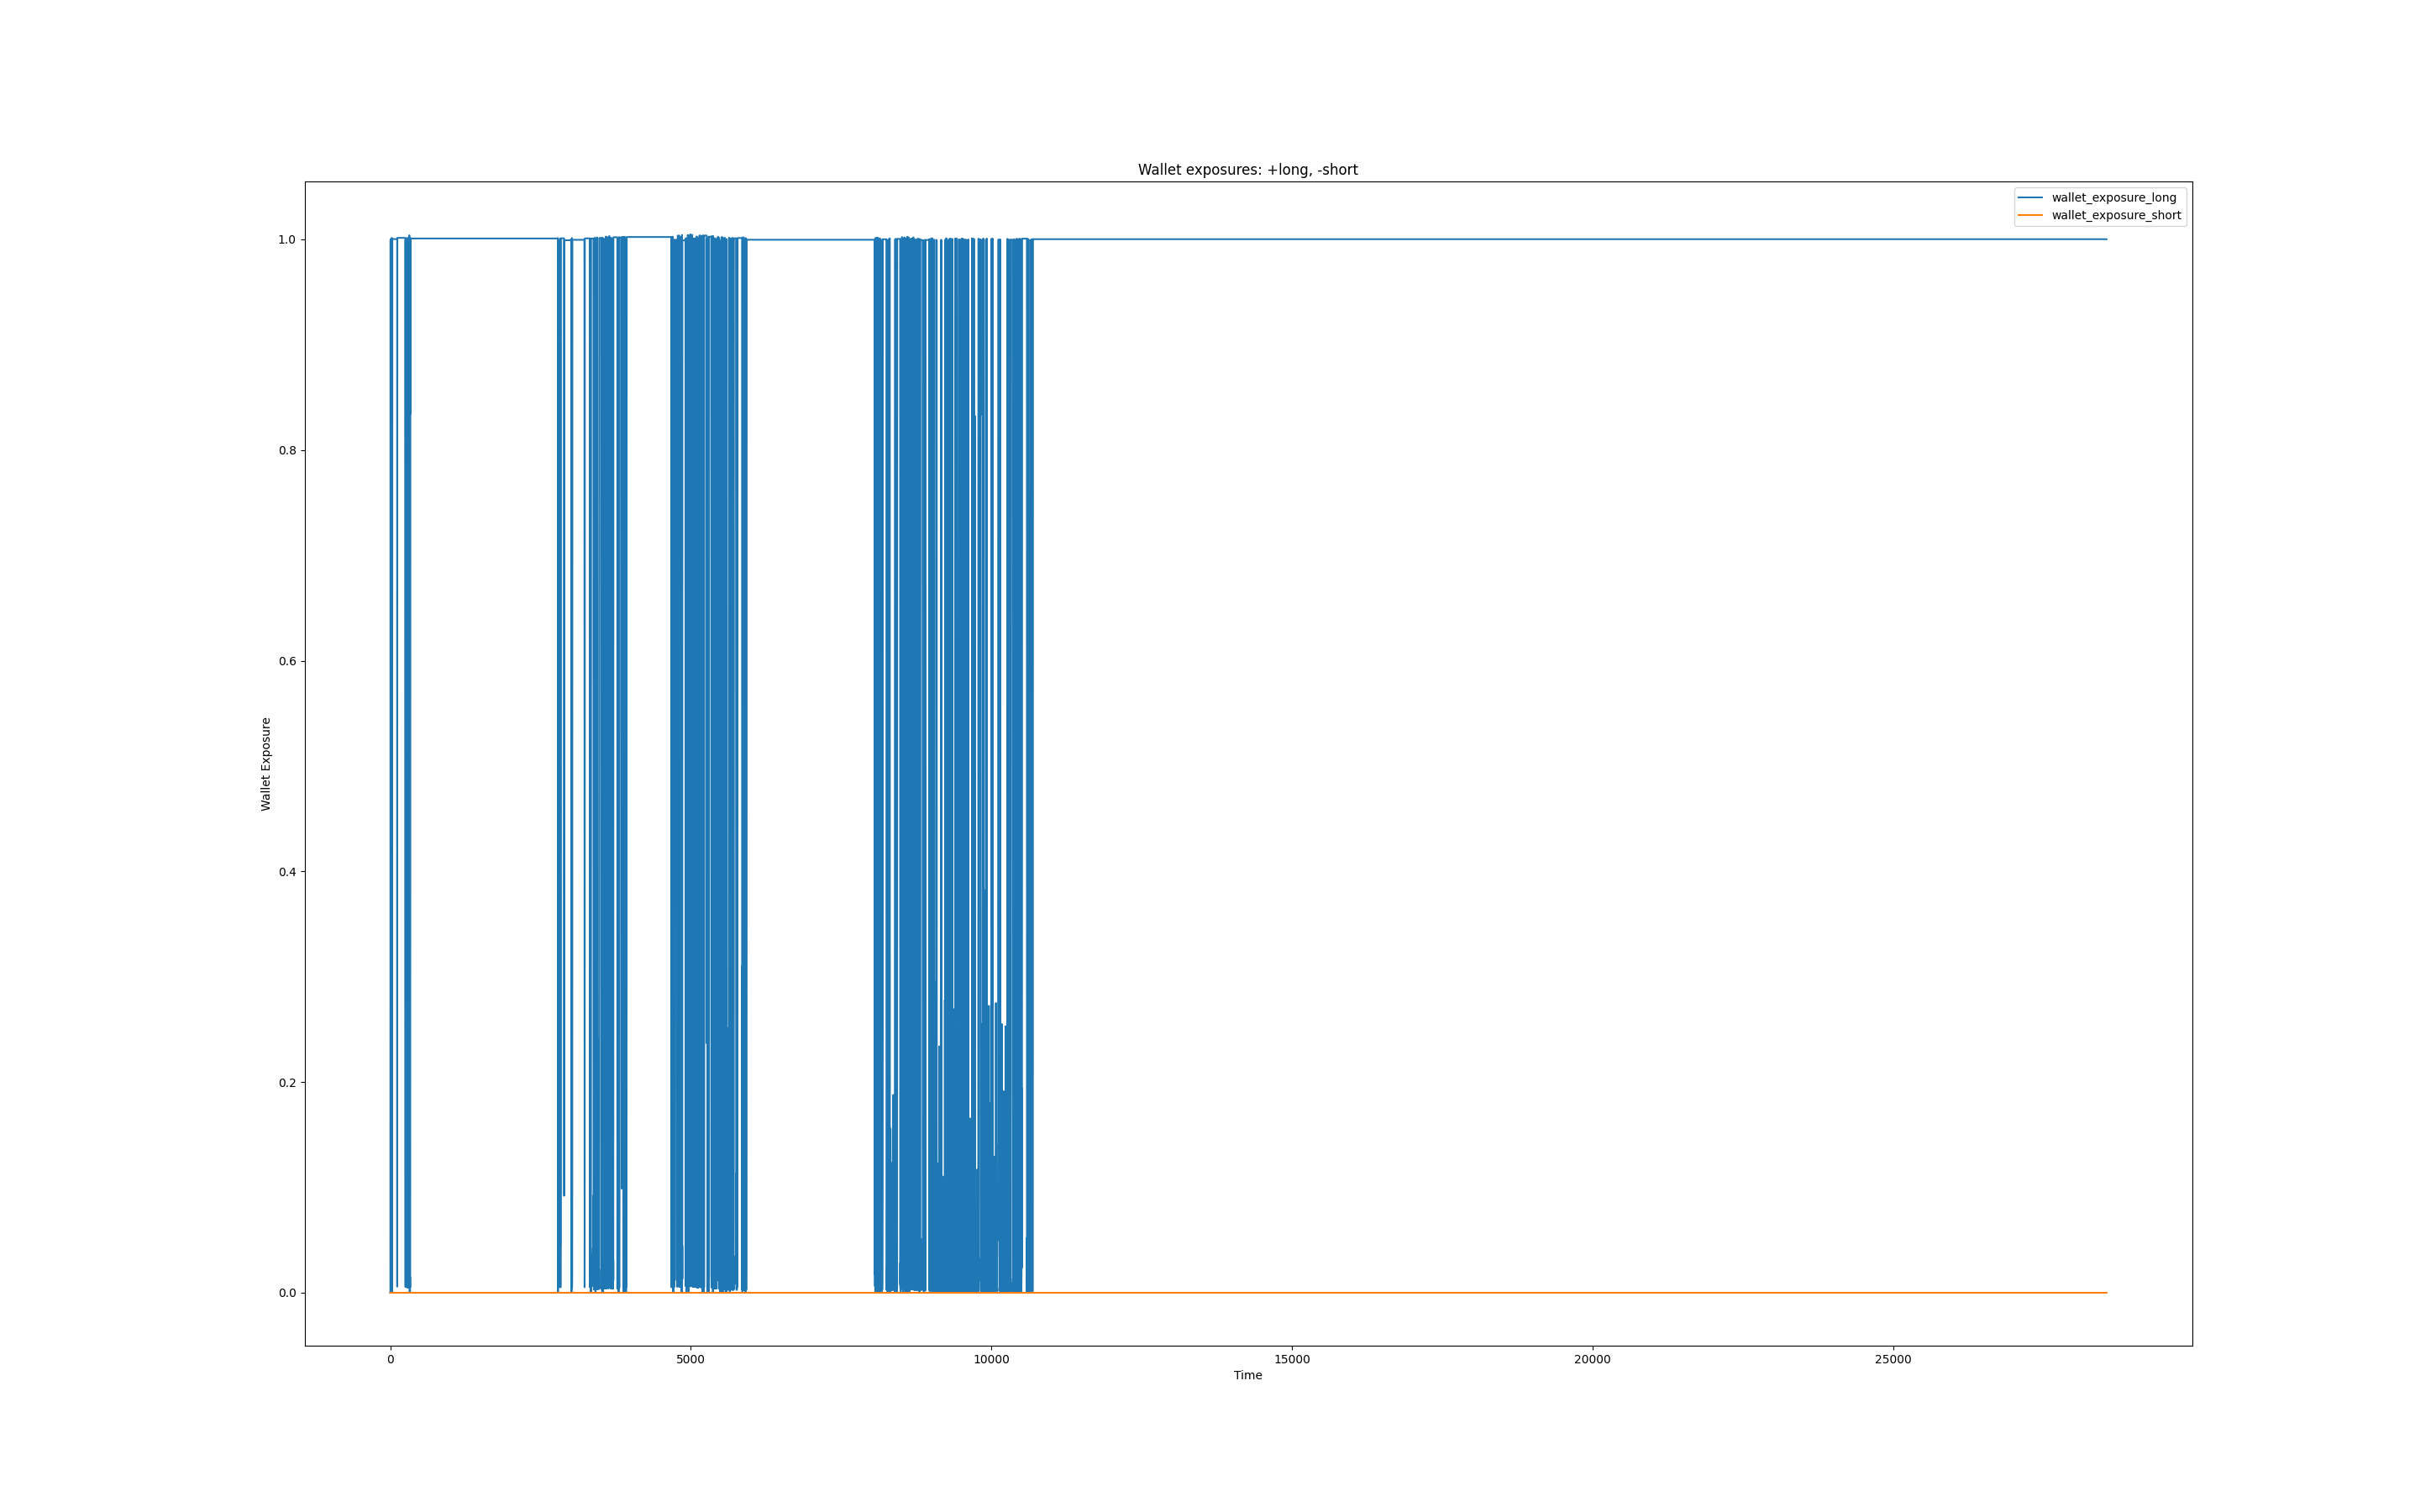 Wallet exposures: +long, -short
wallet_exposure_long
wallet_exposure_short
1.0
0.8
0.6
0.4
0.2
0.0
Wallet Exposure
0
5000
10000
15000
20000
25000
Time